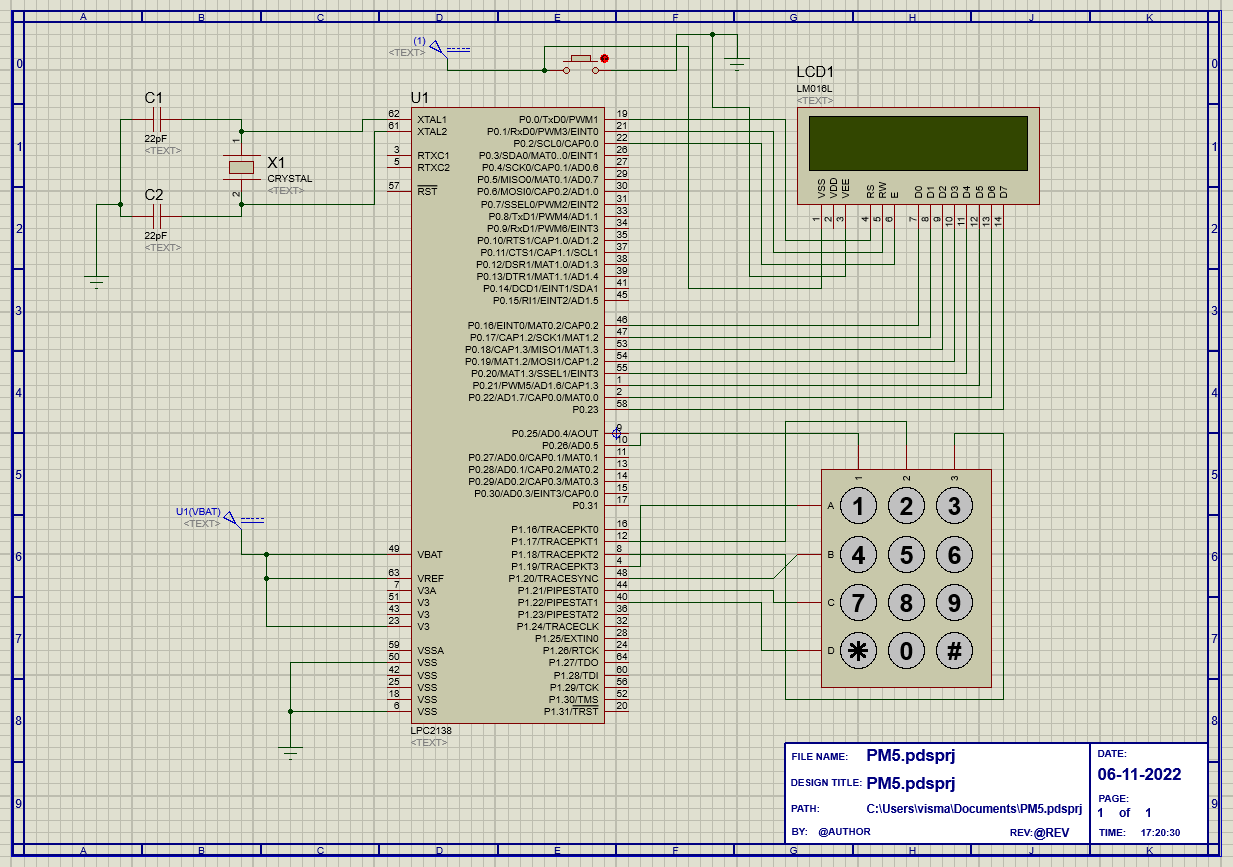 A B C D E F G H J K
0 0
1 1
2 2
3 3
4 4
5 5
6 6
7 7
8 8
9 9
(1)
<TEXT>
C1
22pF
<TEXT>
1
X1
CRYSTAL
<TEXT>
2
C2
22pF
<TEXT>
U1
62 XTAL1
61 XTAL2
3 RTXC1
5 RTXC2
57 RST
U1(VBAT)
<TEXT>
49 VBAT
63 VREF
7 V3A
51 V3
43 V3
23 V3
59 VSSA
50 VSS
42 VSS
25 VSS
18 VSS
6 VSS
P0.0/TxD0/PWM1 19
P0.1/RxD0/PWM3/EINT0 21
P0.2/SCL0/CAP0.0 22
P0.3/SDA0/MAT0..0/EINT1 26
P0.4/SCK0/CAP0.1/AD0.6 27
P0.5/MISO0/MAT0.1/AD0.7 29
P0.6/MOSI0/CAP0.2/AD1.0 30
P0.7/SSEL0/PWM2/EINT2 31
P0.8/TxD1/PWM4/AD1.1 33
P0.9/RxD1/PWM6/EINT3 34
P0.10/RTS1/CAP1.0/AD1.2 35
P0.11/CTS1/CAP1.1/SCL1 37
P0.12/DSR1/MAT1.0/AD1.3 38
P0.13/DTR1/MAT1.1/AD1.4 39
P0.14/DCD1/EINT1/SDA1 41
P0.15/RI1/EINT2/AD1.5 45
P0.16/EINT0/MAT0.2/CAP0.2 46
P0.17/CAP1.2/SCK1/MAT1.2 47
P0.18/CAP1.3/MISO1/MAT1.3 53
P0.19/MAT1.2/MOSI1/CAP1.2 54
P0.20/MAT1.3/SSEL1/EINT3 55
P0.21/PWM5/AD1.6/CAP1.3 1
P0.22/AD1.7/CAP0.0/MAT0.0 2
P0.23 58
P0.25/AD0.4/AOUT 9
P0.26/AD0.5 10
P0.27/AD0.0/CAP0.1/MAT0.1 11
P0.28/AD0.1/CAP0.2/MAT0.2 13
P0.29/AD0.2/CAP0.3/MAT0.3 14
P0.30/AD0.3/EINT3/CAP0.0 15
P0.31 17
P1.16/TRACEPKT0 16
P1.17/TRACEPKT1 12
P1.18/TRACEPKT2 8
P1.19/TRACEPKT3 4
P1.20/TRACESYNC 48
P1.21/PIPESTAT0 44
P1.22/PIPESTAT1 40
P1.23/PIPESTAT2 36
P1.24/TRACECLK 32
P1.25/EXTIN0 28
P1.26/RTCK 24
P1.27/TDO 64
P1.28/TDI 60
P1.29/TCK 56
P1.30/TMS 52
P1.31/TRST 20
LPC2138
<TEXT>
LCD1
LM016L
<TEXT>
VSS VDD VEE RS RW E D0 D1 D2 D3 D4 D5 D6 D7
1 2 3 4 5 6 7 8 9 10 11 12 13 14
1 2 3
A 1 2 3
B 4 5 6
C 7 8 9
D * 0 #
FILE NAME: PM5.pdsprj
DESIGN TITLE: PM5.pdsprj
PATH: C:\Users\visma\Documents\PM5.pdsprj
BY: @AUTHOR REV:@REV
DATE:
06-11-2022
PAGE:
1 of 1
TIME: 17:20:30
A B C D E F G H J K